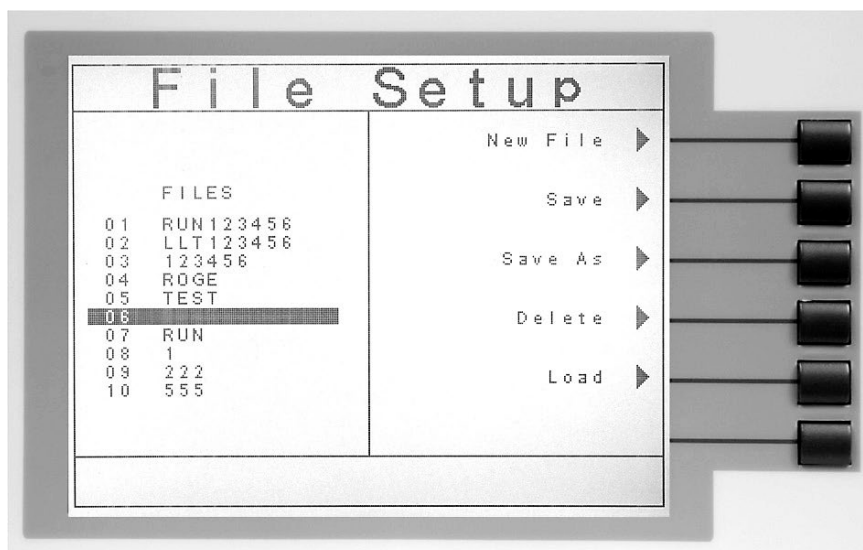 File Setup
FILES
01 RUN123456
02 LLT123456
03 123456
04 ROGE
05 TEST
06
07 RUN
08 1
09 222
10 555
New File
Save
Save As
Delete
Load